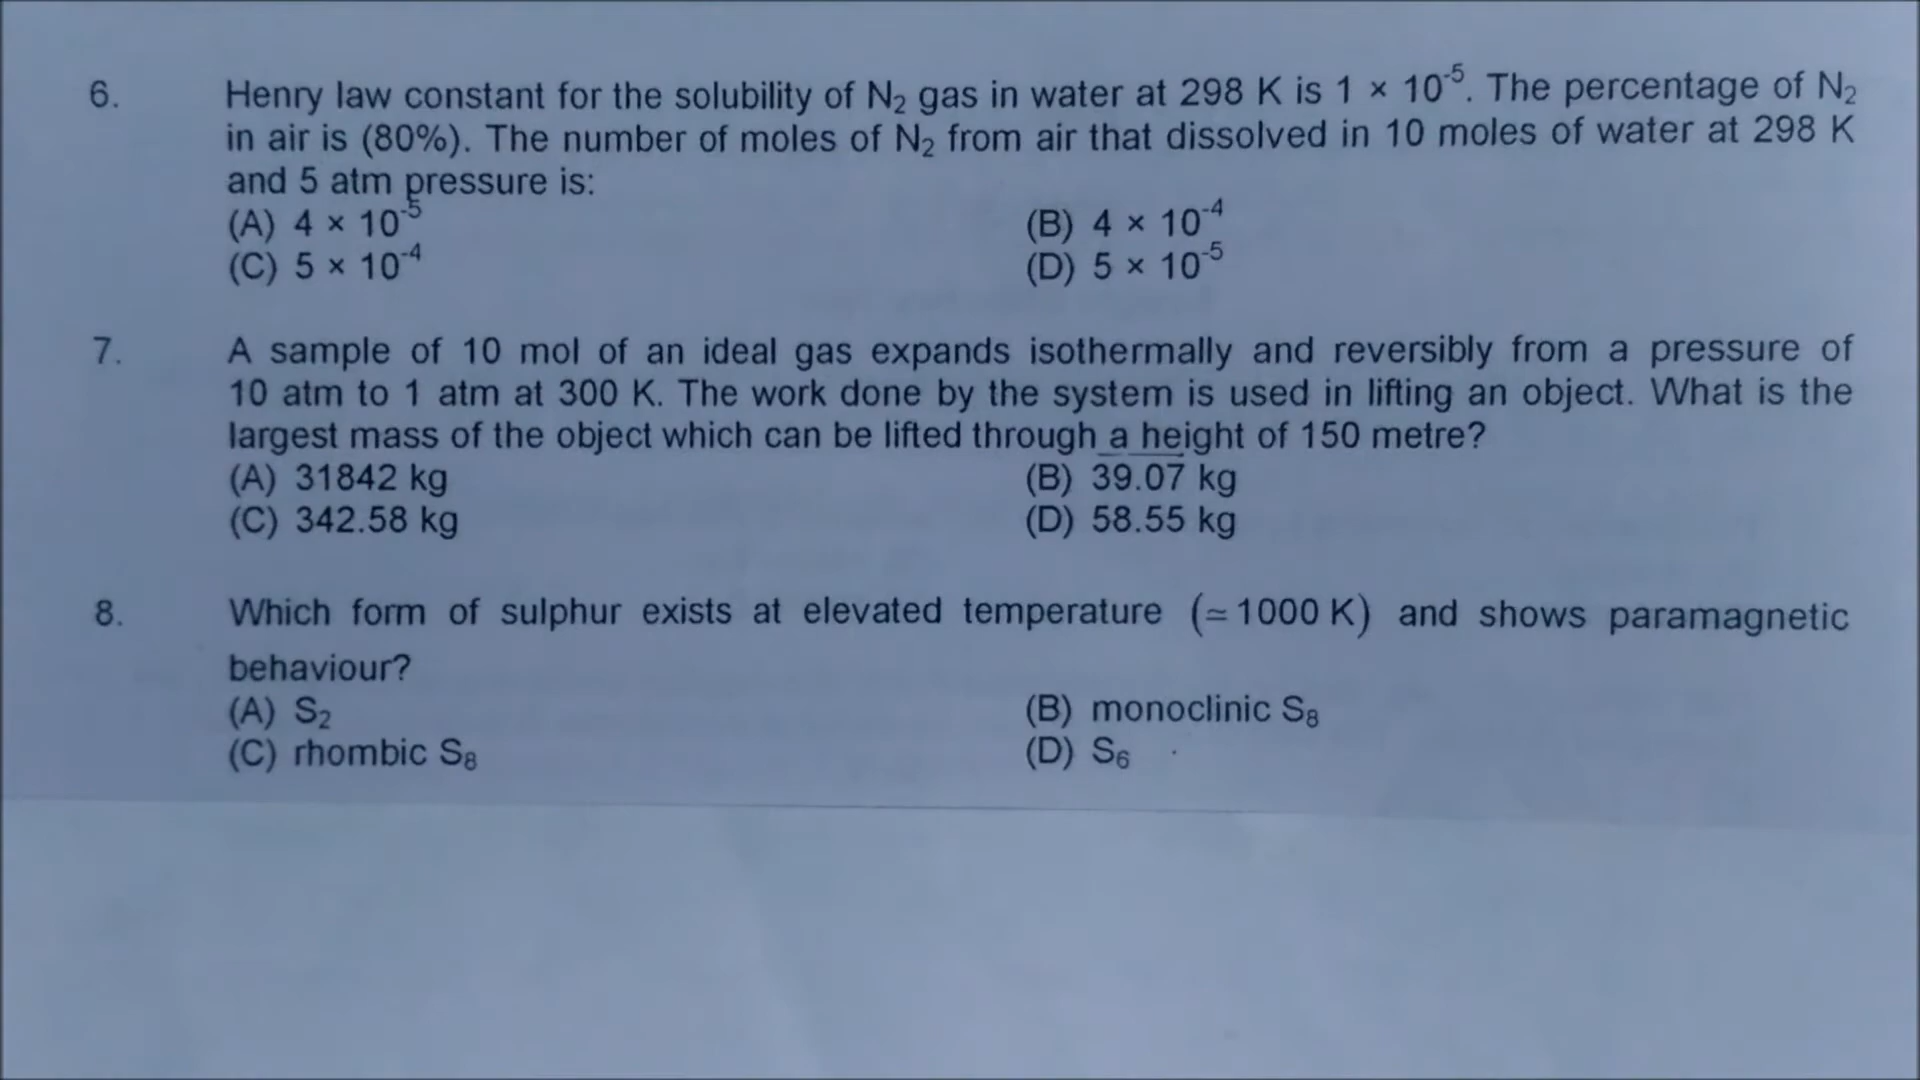 6. Henry law constant for the solubility of N₂ gas in water at 298 K is 1 × 10⁻⁵. The percentage of N₂
in air is (80%). The number of moles of N₂ from air that dissolved in 10 moles of water at 298 K
and 5 atm pressure is:
(A) 4 × 10⁻⁵ (B) 4 × 10⁻⁴
(C) 5 × 10⁻⁴ (D) 5 × 10⁻⁵
7. A sample of 10 mol of an ideal gas expands isothermally and reversibly from a pressure of
10 atm to 1 atm at 300 K. The work done by the system is used in lifting an object. What is the
largest mass of the object which can be lifted through a height of 150 metre?
(A) 31842 kg (B) 39.07 kg
(C) 342.58 kg (D) 58.55 kg
8. Which form of sulphur exists at elevated temperature (≃ 1000 K) and shows paramagnetic
behaviour?
(A) S₂ (B) monoclinic S₈
(C) rhombic S₈ (D) S₆